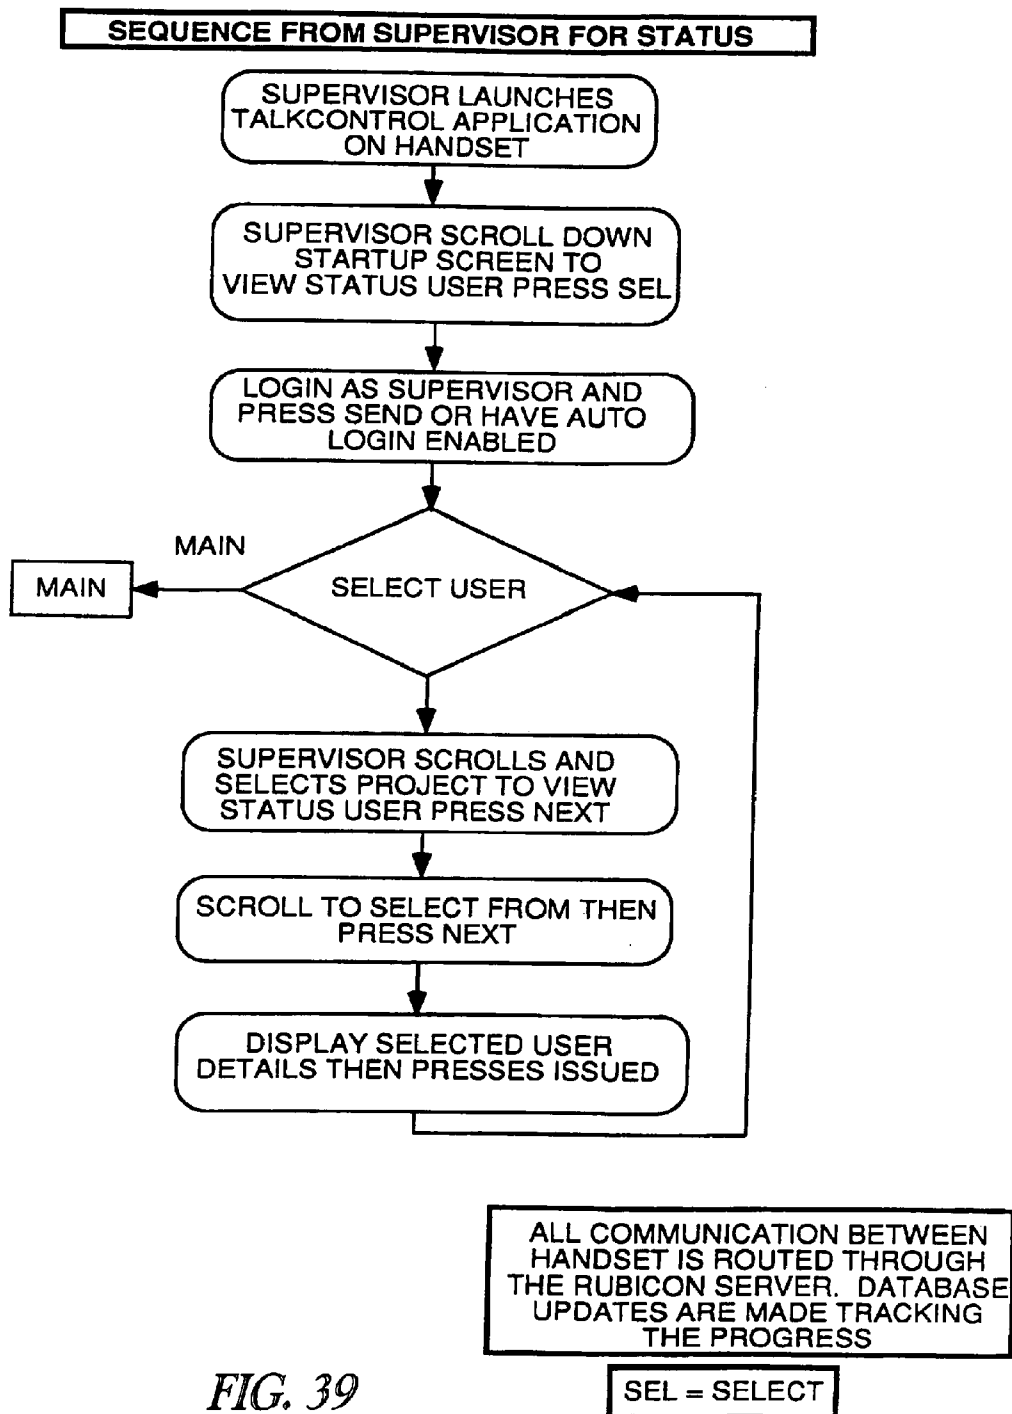 SEQUENCE FROM SUPERVISOR FOR STATUS
SUPERVISOR LAUNCHES
TALKCONTROL APPLICATION
ON HANDSET
SUPERVISOR SCROLL DOWN
STARTUP SCREEN TO
VIEW STATUS USER PRESS SEL
LOGIN AS SUPERVISOR AND
PRESS SEND OR HAVE AUTO
LOGIN ENABLED
MAIN
MAIN
SELECT USER
SUPERVISOR SCROLLS AND
SELECTS PROJECT TO VIEW
STATUS USER PRESS NEXT
SCROLL TO SELECT FROM THEN
PRESS NEXT
DISPLAY SELECTED USER
DETAILS THEN PRESSES ISSUED
ALL COMMUNICATION BETWEEN
HANDSET IS ROUTED THROUGH
THE RUBICON SERVER. DATABASE
UPDATES ARE MADE TRACKING
THE PROGRESS
FIG. 39
SEL = SELECT